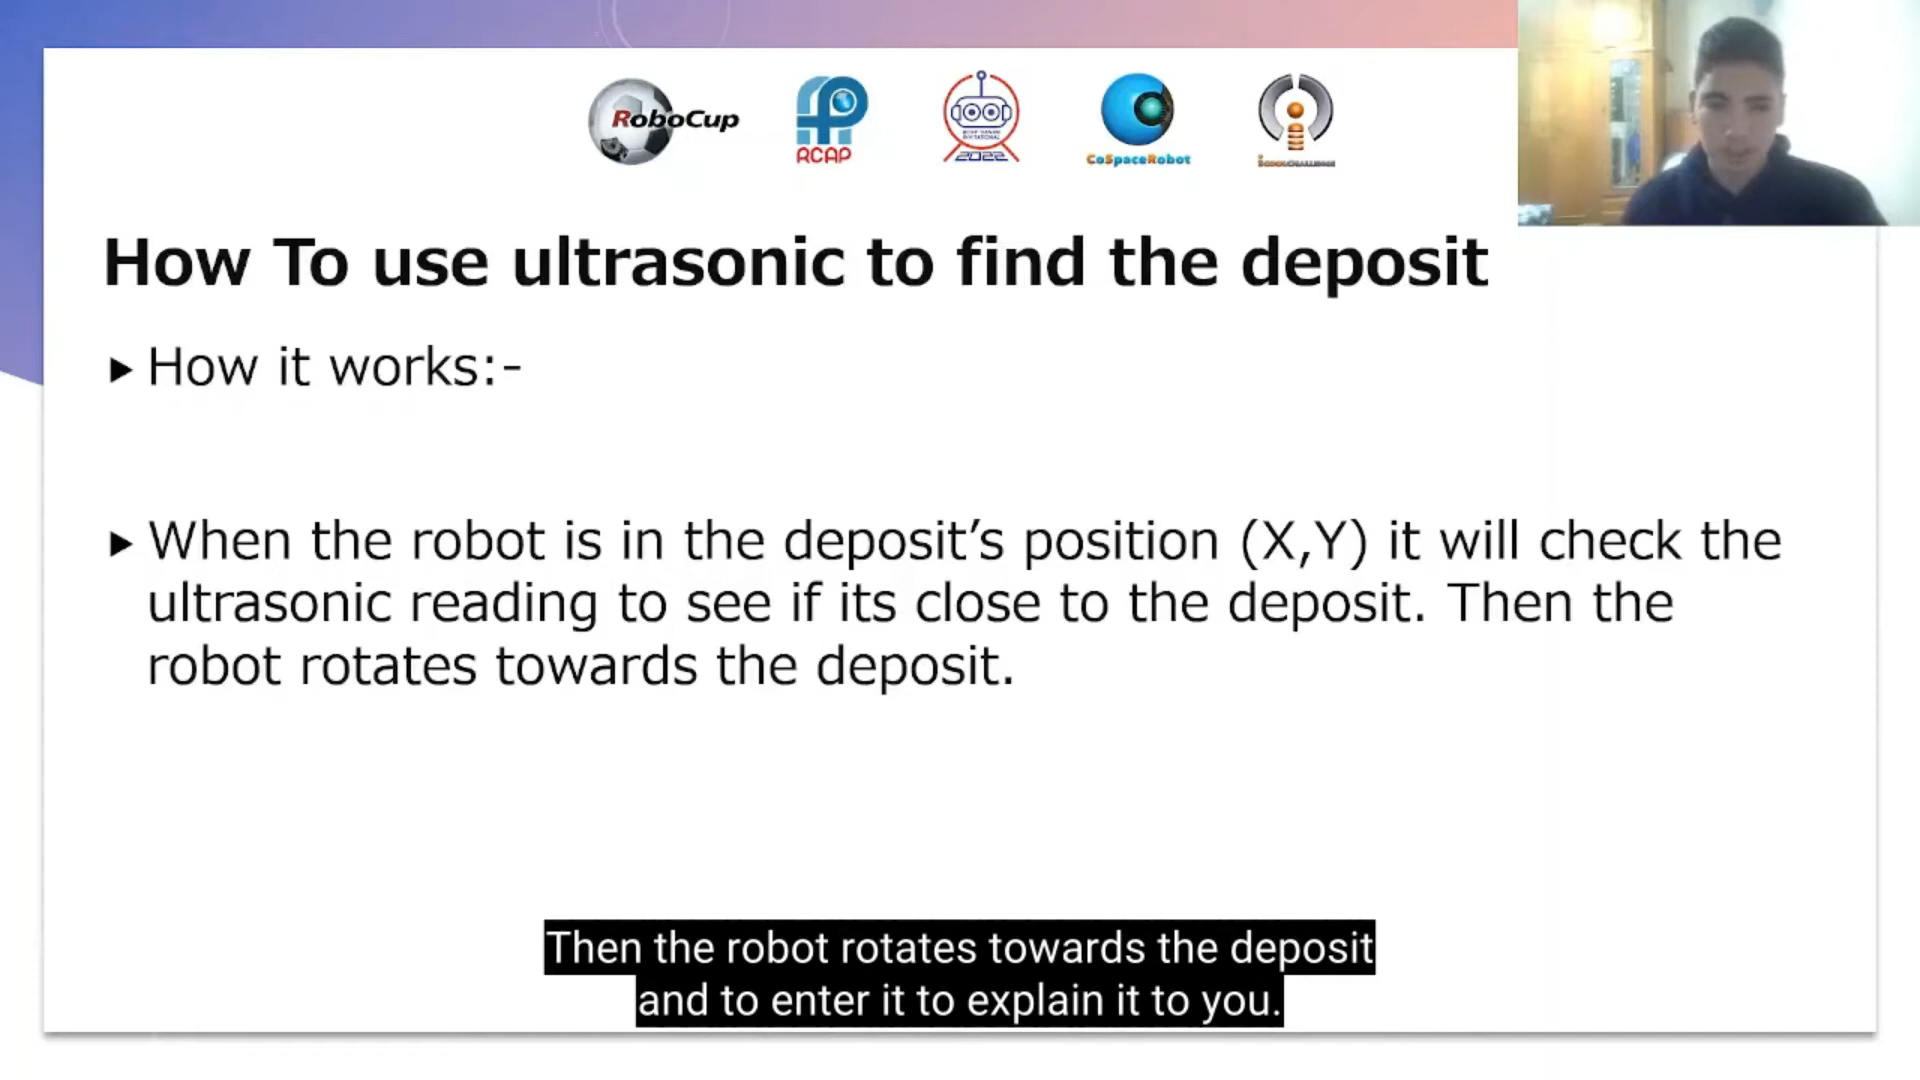 RoboCup
RCAP
2022
CoSpaceRobot
How To use ultrasonic to find the deposit
How it works:-
When the robot is in the deposit’s position (X,Y) it will check the
ultrasonic reading to see if its close to the deposit. Then the
robot rotates towards the deposit.
Then the robot rotates towards the deposit
and to enter it to explain it to you.